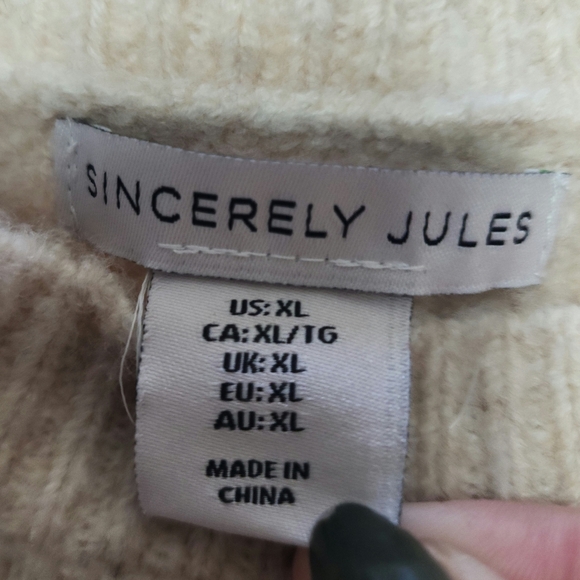 SINCERELY JULES
US: XL
CA: XL/TG
UK: XL
EU: XL
AU: XL
MADE IN
CHINA